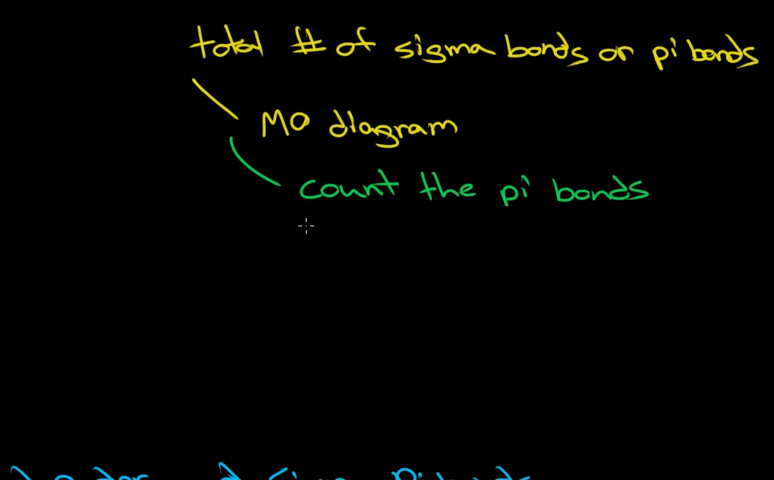 total # of sigma bonds or pi bonds
MO diagram
count the pi bonds